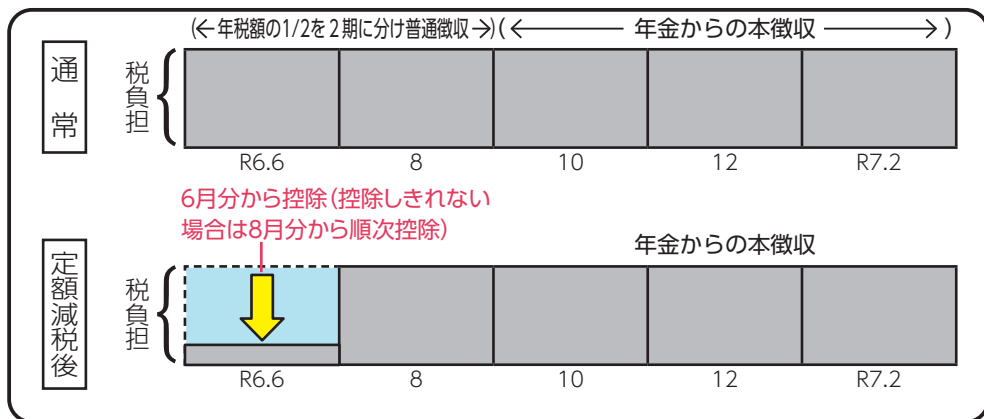 (←年税額の1/2を2期に分け普通徴収→)(← 年金からの本徴収 →)
通常
税負担
R6.6 8 10 12 R7.2
6月分から控除(控除しきれない
場合は8月分から順次控除)
年金からの本徴収
定額減税後
税負担
R6.6 8 10 12 R7.2